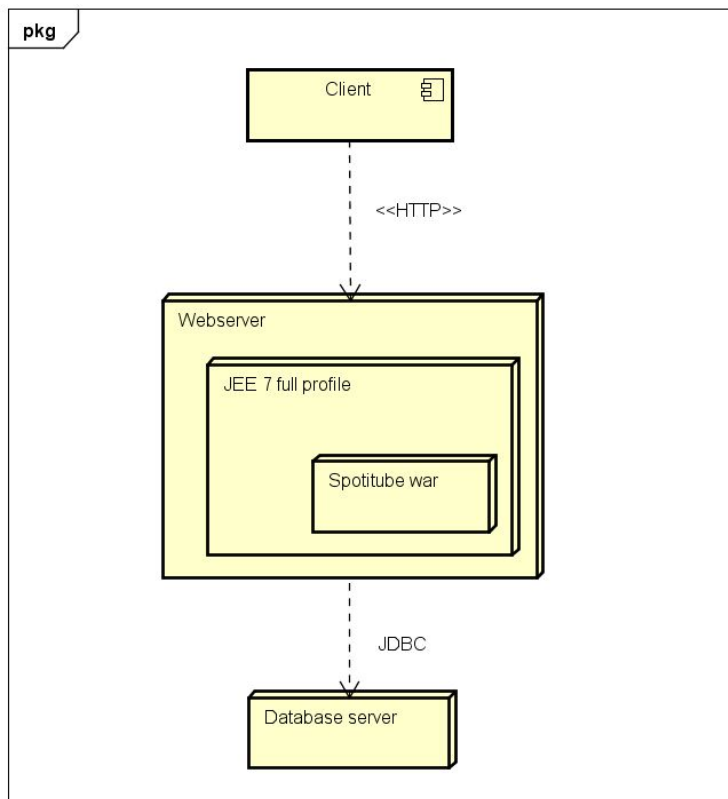 pkg
Client
<<HTTP>>
Webserver
JEE 7 full profile
Spotitube war
JDBC
Database server